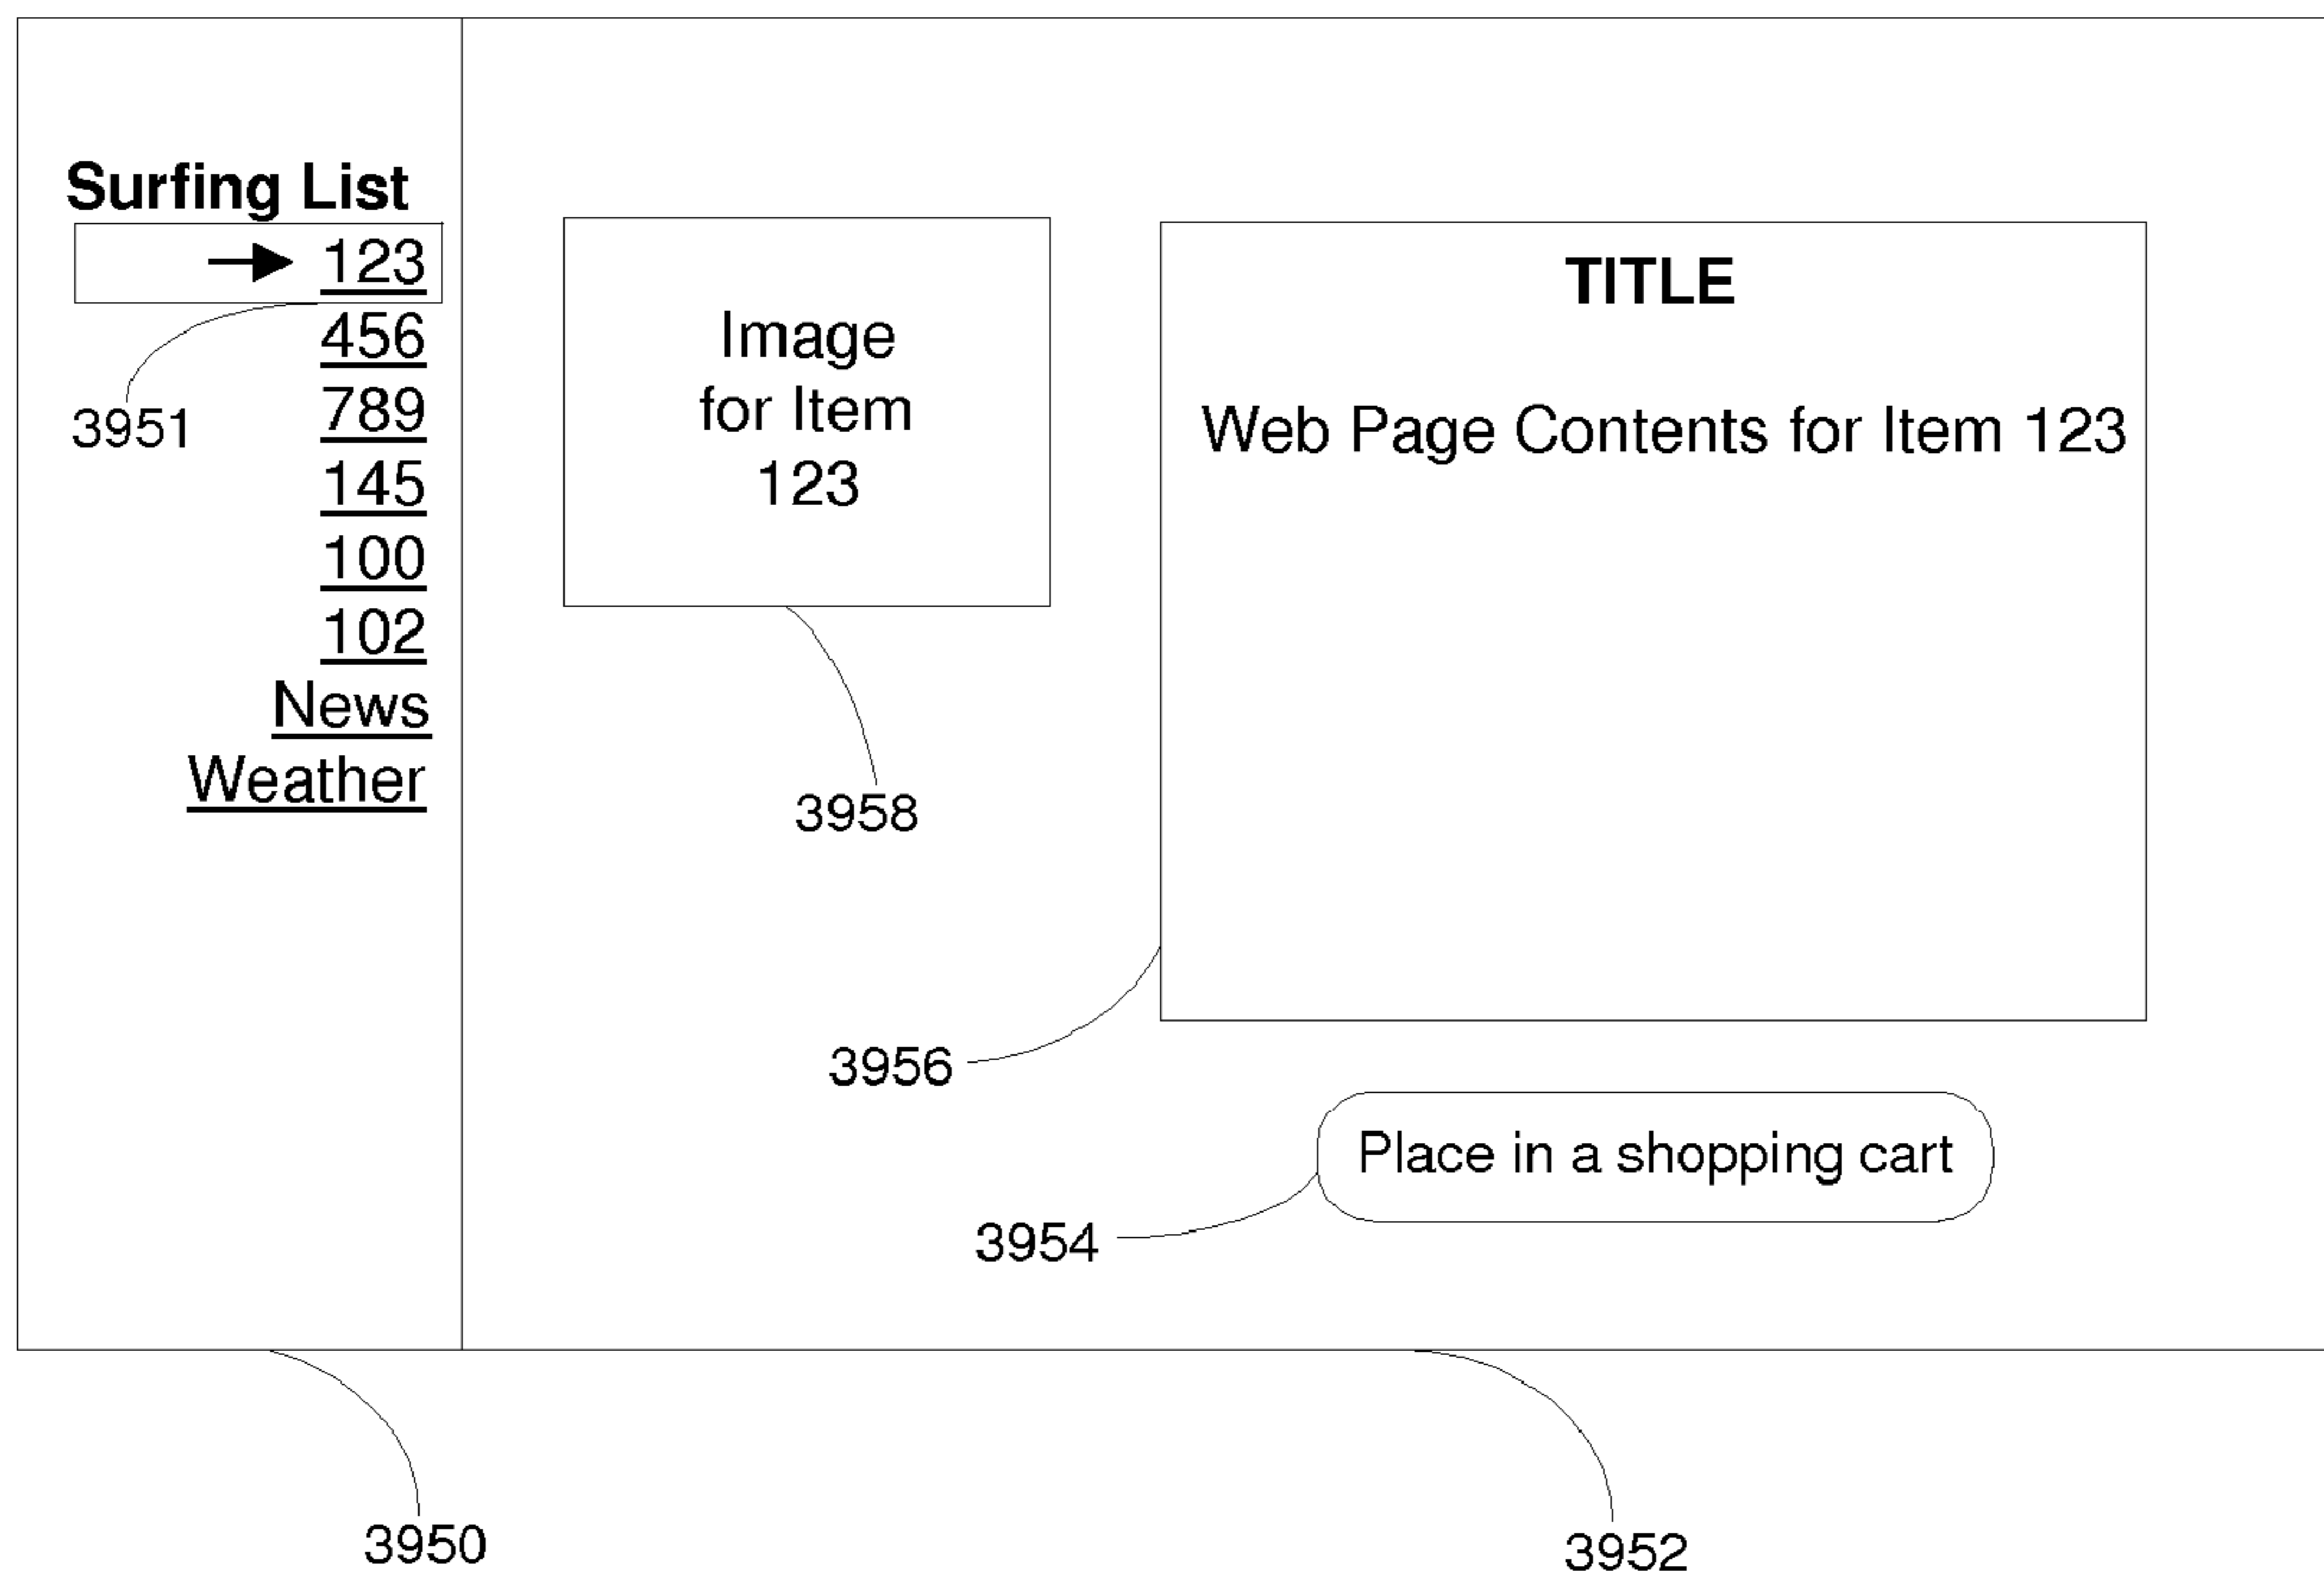 Surfing List
123
456
789
145
100
102
News
Weather
3951
Image
for Item
123
3958
TITLE
Web Page Contents for Item 123
3956
Place in a shopping cart
3954
3950
3952